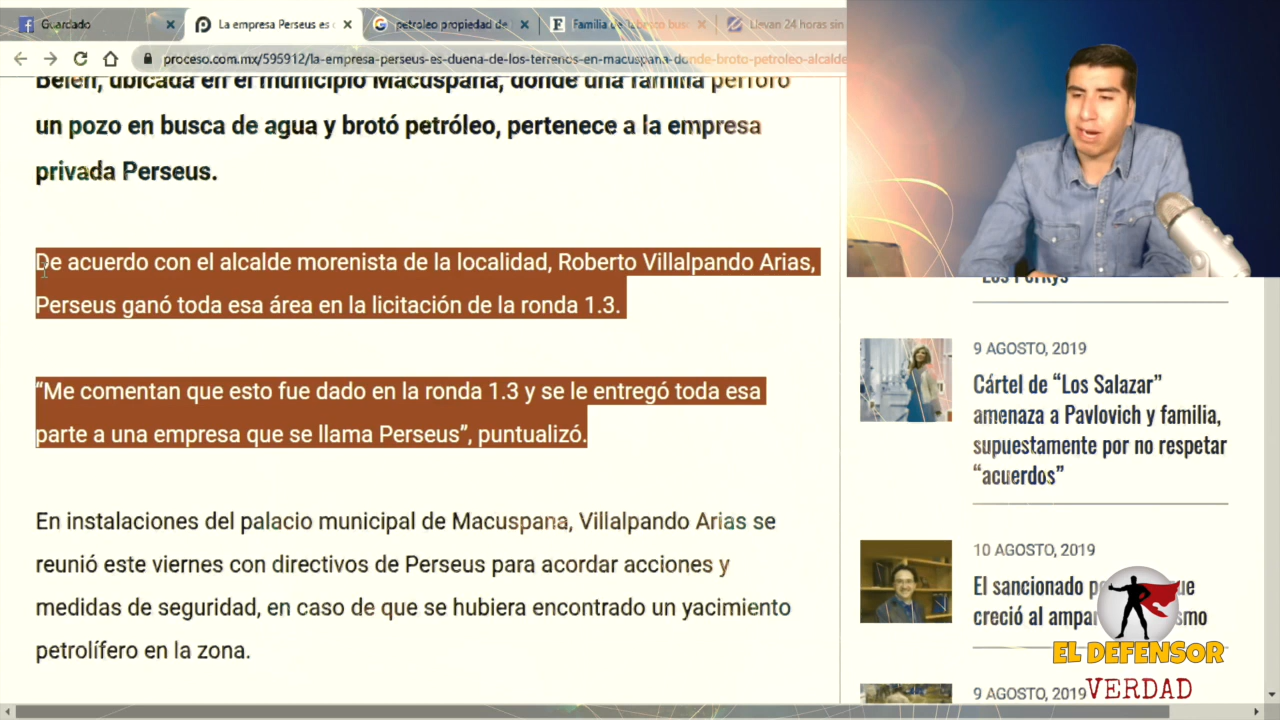 Guardado
La empresa Perseus es
petroleo propiedad de
Familia de
Llevan 24 horas sin
proceso.com.mx/595912/la-empresa-perseus-es-duena-de-los-terrenos-en-macuspana-donde-broto-petroleo-alcalde
Belén, ubicada en el municipio Macuspana, donde una familia perforó
un pozo en busca de agua y brotó petróleo, pertenece a la empresa
privada Perseus.
De acuerdo con el alcalde morenista de la localidad, Roberto Villalpando Arias,
Perseus ganó toda esa área en la licitación de la ronda 1.3.
“Me comentan que esto fue dado en la ronda 1.3 y se le entregó toda esa
parte a una empresa que se llama Perseus”, puntualizó.
En instalaciones del palacio municipal de Macuspana, Villalpando Arias se
reunió este viernes con directivos de Perseus para acordar acciones y
medidas de seguridad, en caso de que se hubiera encontrado un yacimiento
petrolífero en la zona.
9 AGOSTO, 2019
Cártel de “Los Salazar”
amenaza a Pavlovich y familia,
supuestamente por no respetar
“acuerdos”
10 AGOSTO, 2019
El sancionado
creció al
9 AGOSTO, 2019
EL DEFENSOR
VERDAD